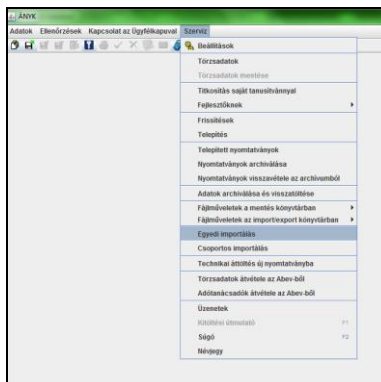 ÁNYK
Adatok Ellenőrzések Kapcsolat az Ügyfélkapuval Szerviz
Beállítások
Törzsadatok
Törzsadatok mentése
Titkosítás saját tanusítvánnyal
Fejlesztőknek
Frissítések
Telepítés
Telepített nyomtatványok
Nyomtatványok archiválása
Nyomtatványok visszavétele az archívumból
Adatok archiválása és visszatöltése
Fájlműveletek a mentés könyvtárban
Fájlműveletek az import/export könyvtárban
Egyedi importálás
Csoportos importálás
Technikai áttöltés új nyomtatványba
Törzsadatok átvétele az Abev-ből
Adótanácsadók átvétele az Abev-ből
Üzenetek
Kitöltési útmutató F1
Súgó F2
Névjegy